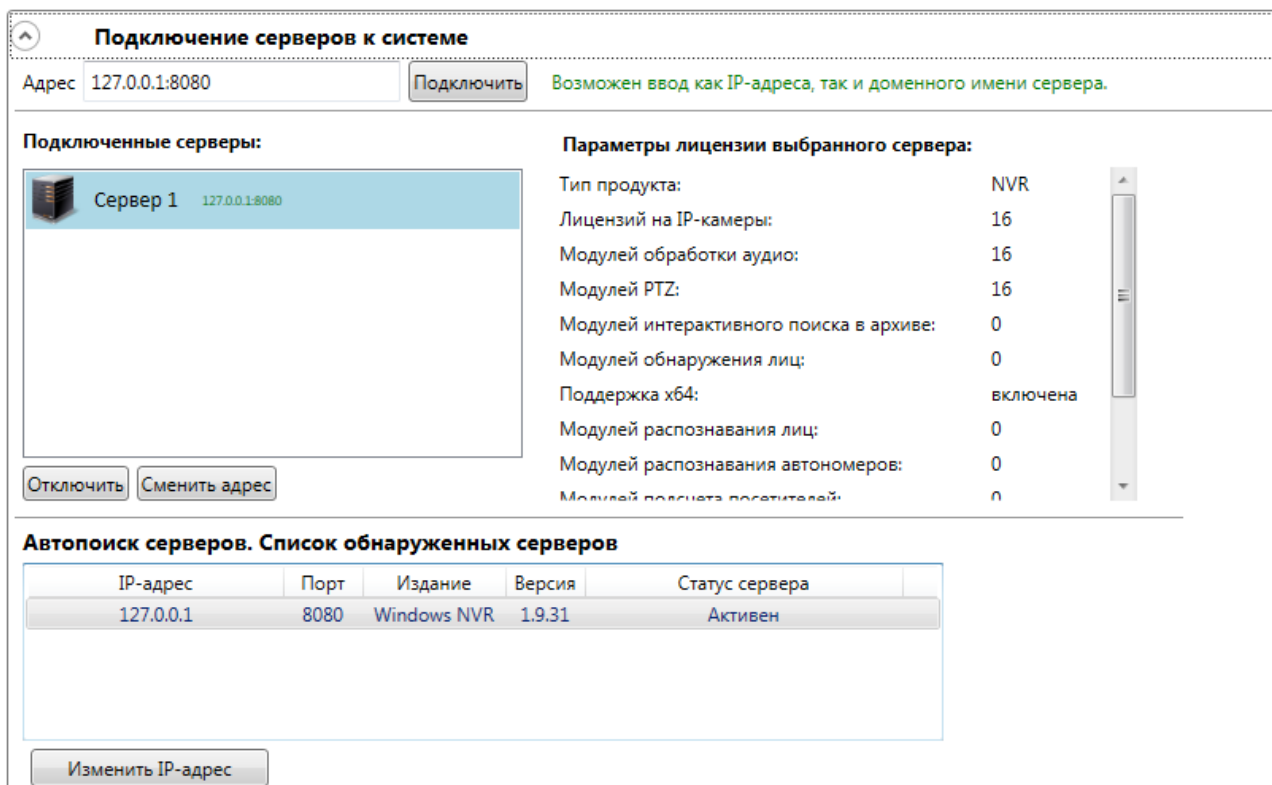 Подключение серверов к системе
Адрес 127.0.0.1:8080 Подключить Возможен ввод как IP-адреса, так и доменного имени сервера.
Подключенные серверы:
Сервер 1 127.0.0.1:8080
Отключить Сменить адрес
Параметры лицензии выбранного сервера:
Тип продукта: NVR
Лицензий на IP-камеры: 16
Модулей обработки аудио: 16
Модулей PTZ: 16
Модулей интерактивного поиска в архиве: 0
Модулей обнаружения лиц: 0
Поддержка x64: включена
Модулей распознавания лиц: 0
Модулей распознавания автономеров: 0
Модулей подсчета посетителей: 0
Автопоиск серверов. Список обнаруженных серверов
IP-адрес Порт Издание Версия Статус сервера
127.0.0.1 8080 Windows NVR 1.9.31 Активен
Изменить IP-адрес